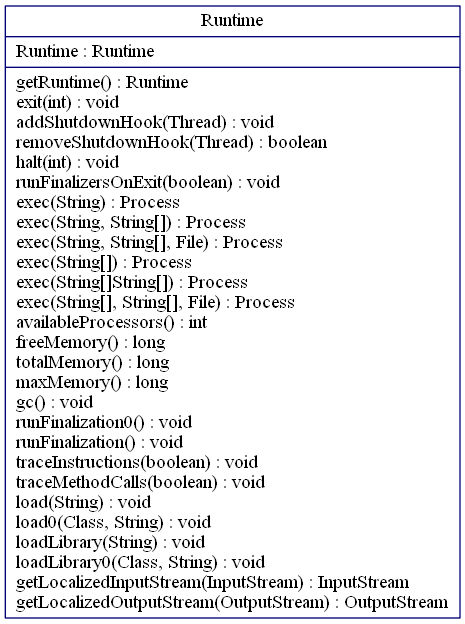 Runtime
Runtime : Runtime
getRuntime() : Runtime
exit(int) : void
addShutdownHook(Thread) : void
removeShutdownHook(Thread) : boolean
halt(int) : void
runFinalizersOnExit(boolean) : void
exec(String) : Process
exec(String, String[]) : Process
exec(String, String[], File) : Process
exec(String[]) : Process
exec(String[]String[]) : Process
exec(String[], String[], File) : Process
availableProcessors() : int
freeMemory() : long
totalMemory() : long
maxMemory() : long
gc() : void
runFinalization0() : void
runFinalization() : void
traceInstructions(boolean) : void
traceMethodCalls(boolean) : void
load(String) : void
load0(Class, String) : void
loadLibrary(String) : void
loadLibrary0(Class, String) : void
getLocalizedInputStream(InputStream) : InputStream
getLocalizedOutputStream(OutputStream) : OutputStream